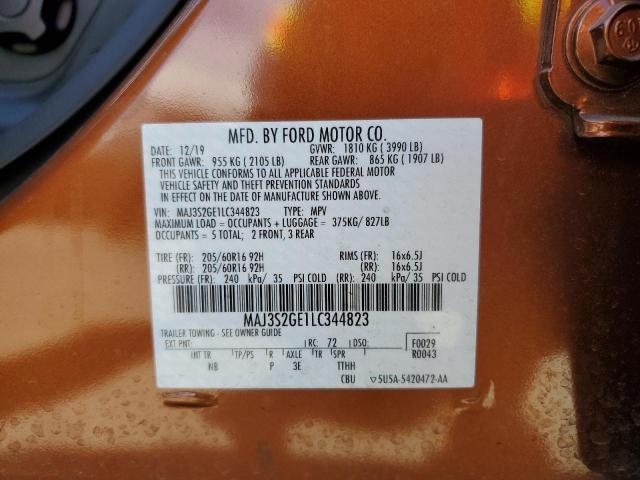 MFD. BY FORD MOTOR CO.
DATE: 12/19 GVWR: 1810 KG ( 3990 LB)
FRONT GAWR: 955 KG ( 2105 LB) REAR GAWR: 865 KG ( 1907 LB)
THIS VEHICLE CONFORMS TO ALL APPLICABLE FEDERAL MOTOR
VEHICLE SAFETY AND THEFT PREVENTION STANDARDS
IN EFFECT ON THE DATE OF MANUFACTURE SHOWN ABOVE.
VIN: MAJ3S2GE1LC344823 TYPE: MPV
MAXIMUM LOAD = OCCUPANTS + LUGGAGE = 375KG/ 827LB
OCCUPANTS = 5 TOTAL; 2 FRONT, 3 REAR
TIRE (FR): 205/60R16 92H RIMS (FR): 16x6.5J
(RR): 205/60R16 92H (RR): 16x6.5J
PRESSURE (FR): 240 kPa/ 35 PSI COLD (RR): 240 kPa/ 35 PSI COLD
MAJ3S2GE1LC344823
TRAILER TOWING - SEE OWNER GUIDE
EXT PNT: RC: 72 DSO: F0029
R0043
INT TR TP/PS R AXLE TR SPR
NB P 3E TTHH
CBU ▽5U5A-5420472-AA